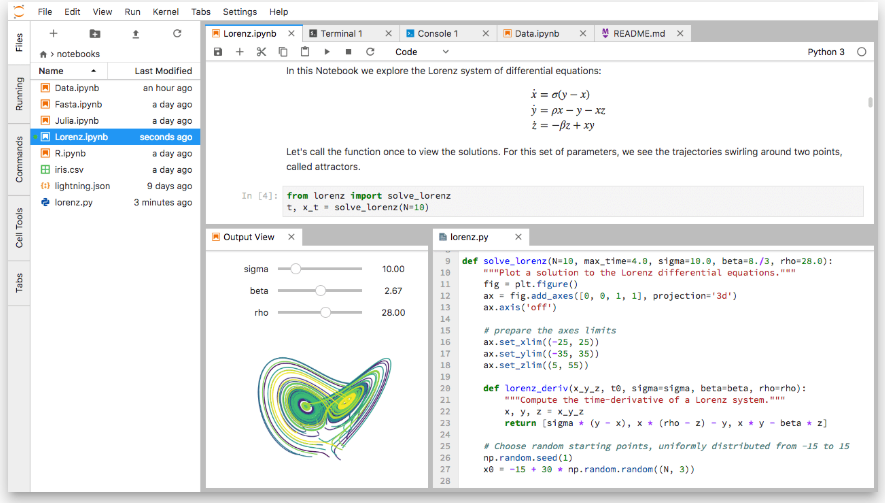 File Edit View Run Kernel Tabs Settings Help
Files
Running
Commands
Cell Tools
Tabs
notebooks
Name Last Modified
Data.ipynb an hour ago
Fasta.ipynb a day ago
Julia.ipynb a day ago
Lorenz.ipynb seconds ago
R.ipynb a day ago
iris.csv a day ago
lightning.json 9 days ago
lorenz.py 3 minutes ago
Lorenz.ipynb Terminal 1 Console 1 Data.ipynb README.md
Code Python 3
In this Notebook we explore the Lorenz system of differential equations:
ẋ = σ(y − x)
ẏ = ρx − y − xz
ż = −βz + xy
Let's call the function once to view the solutions. For this set of parameters, we see the trajectories swirling around two points,
called attractors.
In [4]: from lorenz import solve_lorenz
t, x_t = solve_lorenz(N=10)
Output View
sigma 10.00
beta 2.67
rho 28.00
lorenz.py
9 def solve_lorenz(N=10, max_time=4.0, sigma=10.0, beta=8./3, rho=28.0):
10 """Plot a solution to the Lorenz differential equations."""
11 fig = plt.figure()
12 ax = fig.add_axes([0, 0, 1, 1], projection='3d')
13 ax.axis('off')
14
15 # prepare the axes limits
16 ax.set_xlim((-25, 25))
17 ax.set_ylim((-35, 35))
18 ax.set_zlim((5, 55))
19
20 def lorenz_deriv(x_y_z, t0, sigma=sigma, beta=beta, rho=rho):
21 """Compute the time-derivative of a Lorenz system."""
22 x, y, z = x_y_z
23 return [sigma * (y - x), x * (rho - z) - y, x * y - beta * z]
24
25 # Choose random starting points, uniformly distributed from -15 to 15
26 np.random.seed(1)
27 x0 = -15 + 30 * np.random.random((N, 3))
28